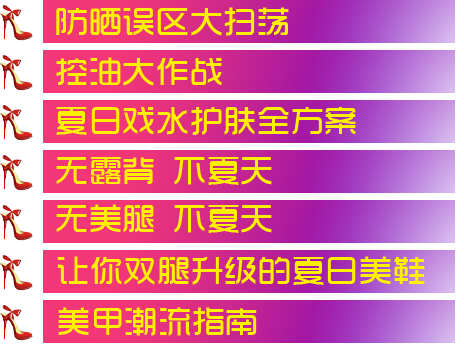 防晒误区大扫荡
控油大作战
夏日戏水护肤全方案
无露背 不夏天
无美腿 不夏天
让你双腿升级的夏日美鞋
美甲潮流指南